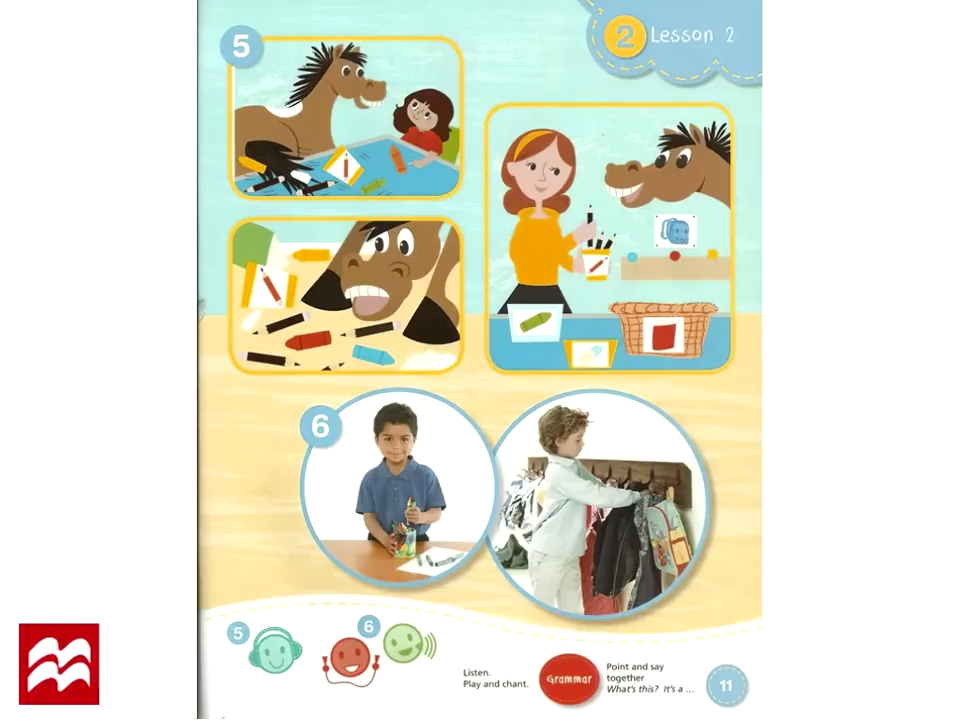 5
2 Lesson 2
6
5
6
Listen.
Play and chant.
Grammar
Point and say
together
What's this? It's a ...
11